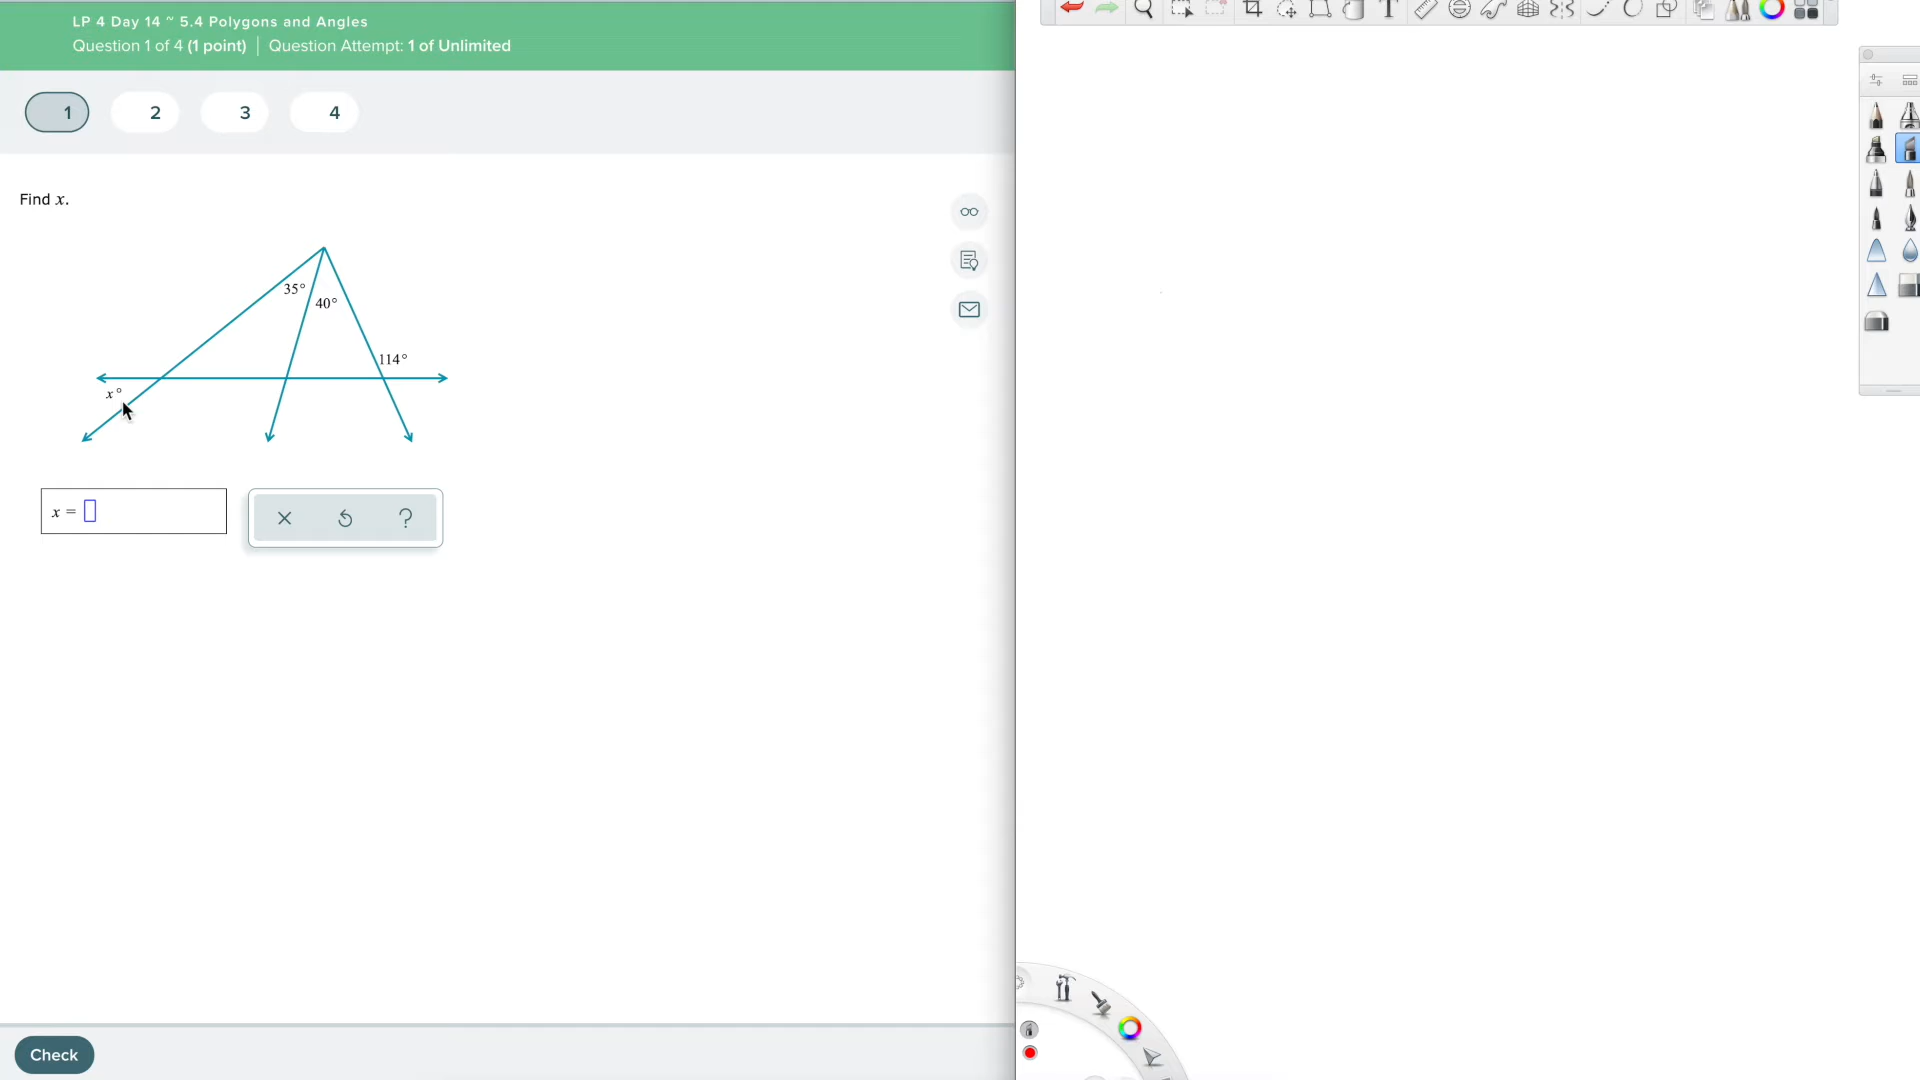 LP 4 Day 14 ~ 5.4 Polygons and Angles
Question 1 of 4 (1 point) | Question Attempt: 1 of Unlimited
1 2 3 4
Find x.
35°
40°
114°
x°
x =
?
Check